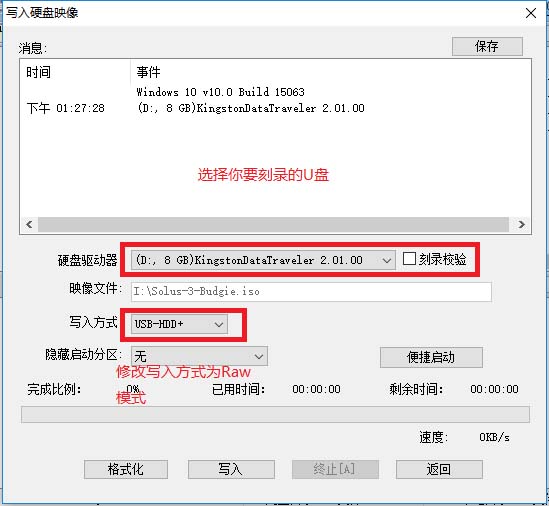 写入硬盘映像
消息:
保存
时间 事件
Windows 10 v10.0 Build 15063
下午 01:27:28 (D:, 8 GB)KingstonDataTraveler 2.01.00
选择你要刻录的U盘
硬盘驱动器 (D:, 8 GB)KingstonDataTraveler 2.01.00 刻录校验
映像文件: I:\Solus-3-Budgie.iso
写入方式 USB-HDD+
隐藏启动分区: 无 便捷启动
修改写入方式为Raw
模式
完成比例: 0% 已用时间: 00:00:00 剩余时间: 00:00:00
速度: 0KB/s
格式化 写入 终止[A] 返回